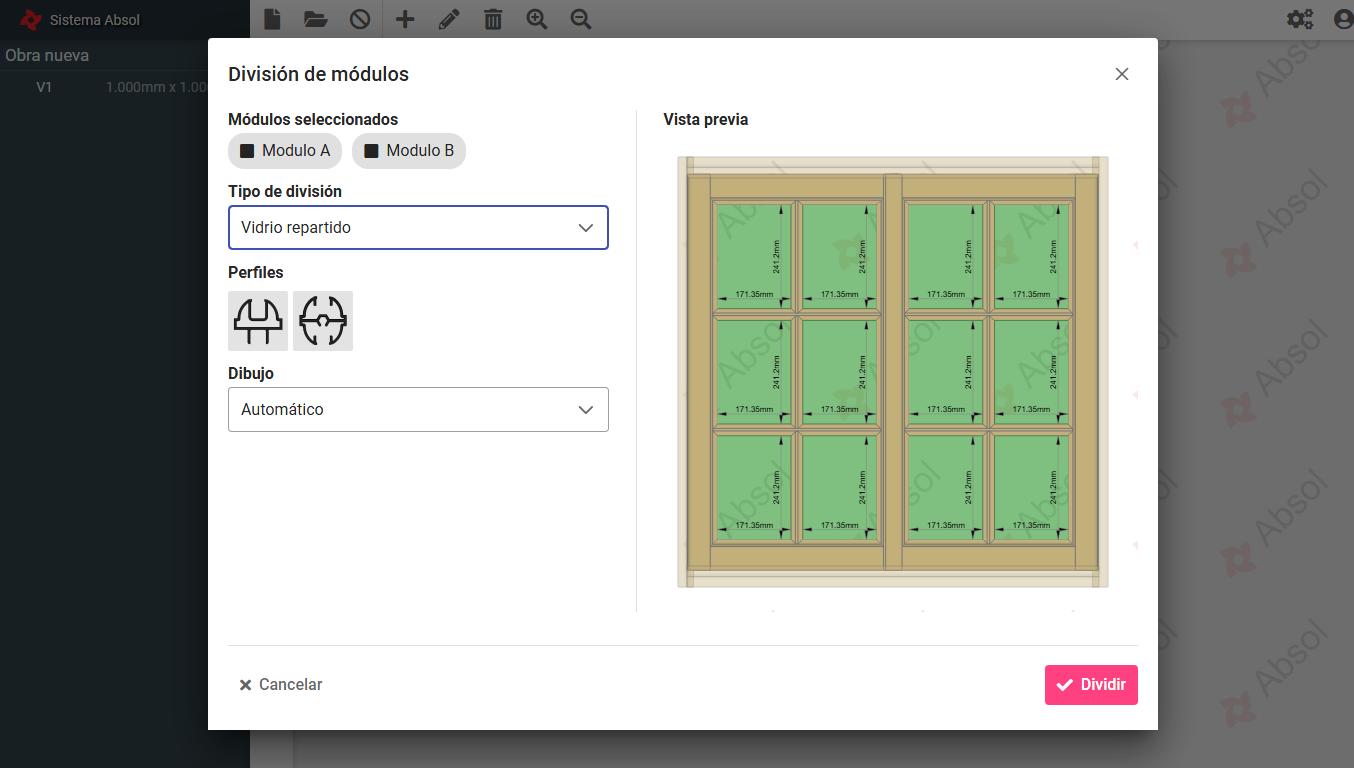 Sistema Absol
Obra nueva
V1 1.000mm x 1.00
División de módulos
Módulos seleccionados
Modulo A Modulo B
Tipo de división
Vidrio repartido
Perfiles
Dibujo
Automático
Vista previa
241.2mm 241.2mm 241.2mm 241.2mm
171.35mm 171.35mm 171.35mm 171.35mm
241.2mm 241.2mm 241.2mm 241.2mm
171.35mm 171.35mm 171.35mm 171.35mm
241.2mm 241.2mm 241.2mm 241.2mm
171.35mm 171.35mm 171.35mm 171.35mm
Cancelar
Dividir
Absol
Absol
Absol
Absol
Absol